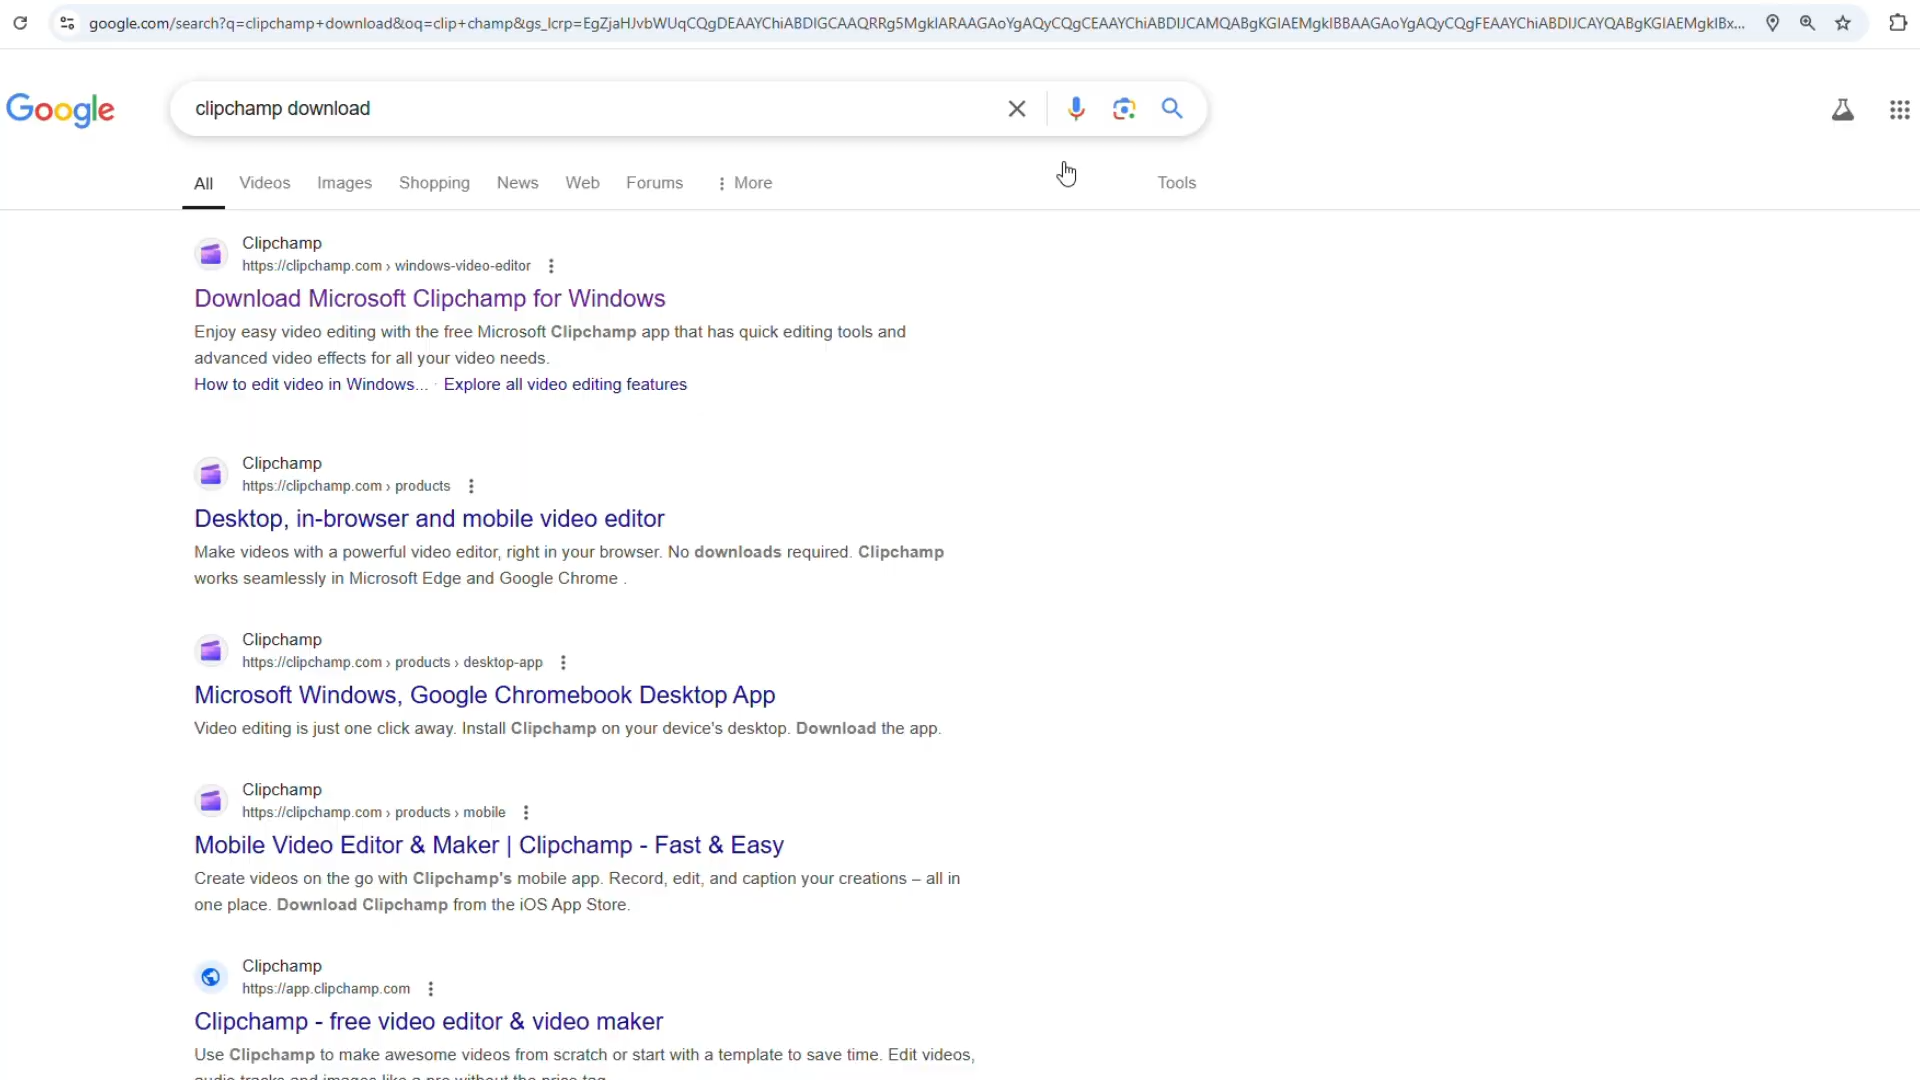 google.com/search?q=clipchamp+download&oq=clip+champ&gs_lcrp=EgZjaHJvbWUqCQgDEAAYChiABDIGCAAQRRg5MgkIARAAGAoYgAQyCQgCEAAYChiABDIJCAMQABgKGIAEMgkIBBAAGAoYgAQyCQgFEAAYChiABDIJCAYQABgKGIAEMgkIBx...
Google
clipchamp download
All Videos Images Shopping News Web Forums More Tools
Clipchamp
https://clipchamp.com › windows-video-editor
Download Microsoft Clipchamp for Windows
Enjoy easy video editing with the free Microsoft Clipchamp app that has quick editing tools and
advanced video effects for all your video needs.
How to edit video in Windows... · Explore all video editing features
Clipchamp
https://clipchamp.com › products
Desktop, in-browser and mobile video editor
Make videos with a powerful video editor, right in your browser. No downloads required. Clipchamp
works seamlessly in Microsoft Edge and Google Chrome .
Clipchamp
https://clipchamp.com › products › desktop-app
Microsoft Windows, Google Chromebook Desktop App
Video editing is just one click away. Install Clipchamp on your device's desktop. Download the app.
Clipchamp
https://clipchamp.com › products › mobile
Mobile Video Editor & Maker | Clipchamp - Fast & Easy
Create videos on the go with Clipchamp's mobile app. Record, edit, and caption your creations – all in
one place. Download Clipchamp from the iOS App Store.
Clipchamp
https://app.clipchamp.com
Clipchamp - free video editor & video maker
Use Clipchamp to make awesome videos from scratch or start with a template to save time. Edit videos,
audio tracks and images like a pro without the price tag.